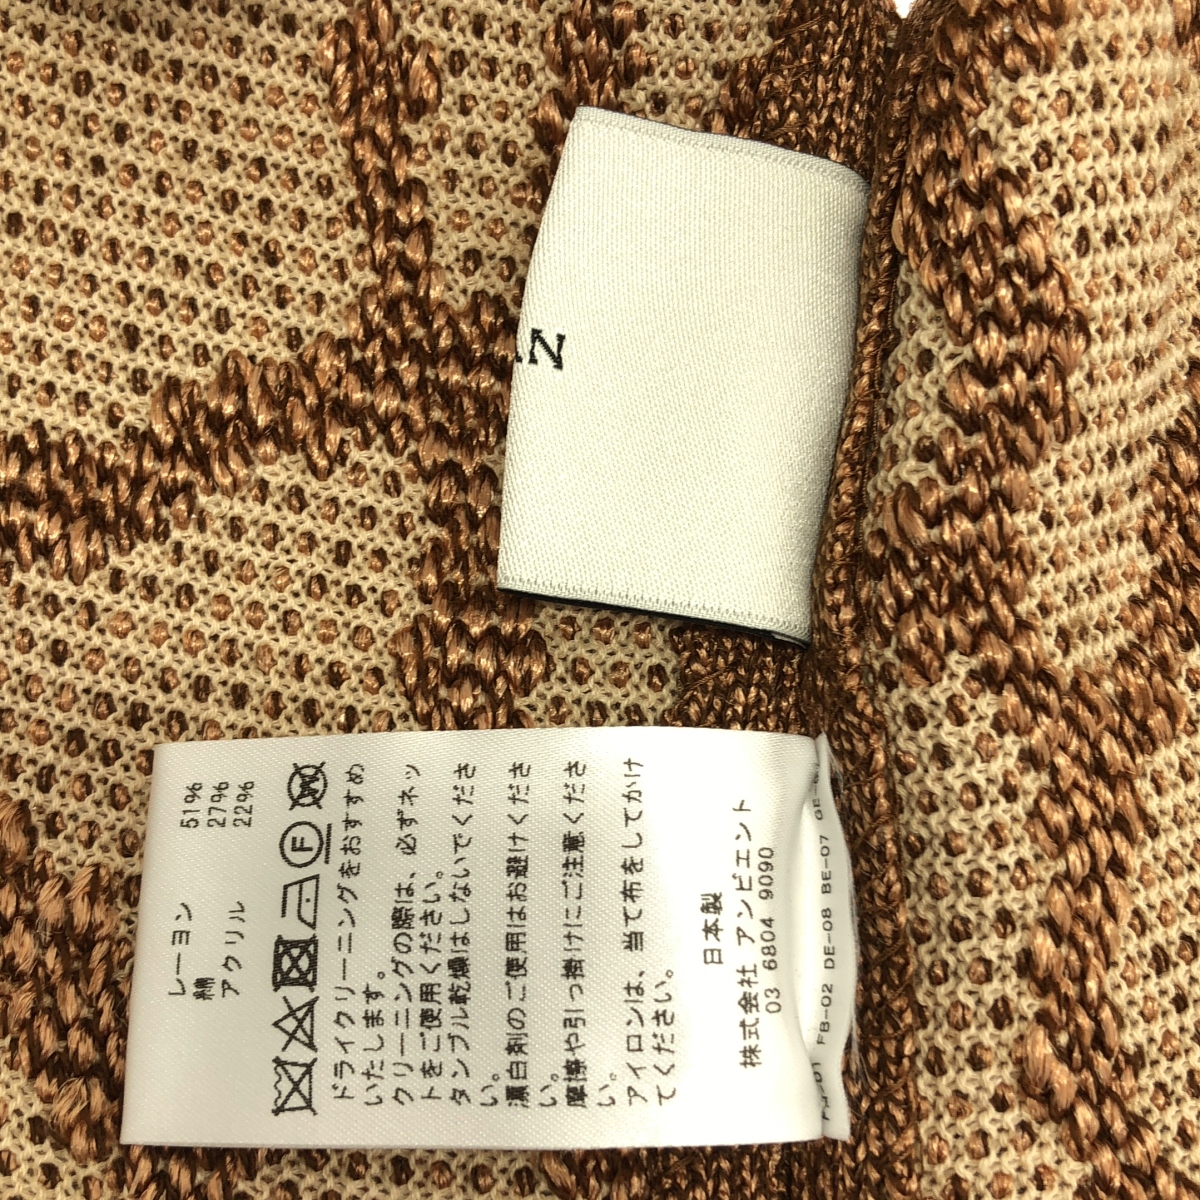 N
レーヨン 51%
綿 27%
アクリル 22%
F W
ドライクリーニングをおすすめ
いたします。
クリーニングの際は、必ずネッ
トをご使用ください。
タンブル乾燥はしないでくださ
い。
漂白剤のご使用はお避けくださ
い。
摩擦や引っ掛けにご注意くださ
い。
アイロンは、当て布をしてかけ
てください。
日本製
株式会社 アンビエント
03 6804 9090
FB-02 DE-08 BE-07